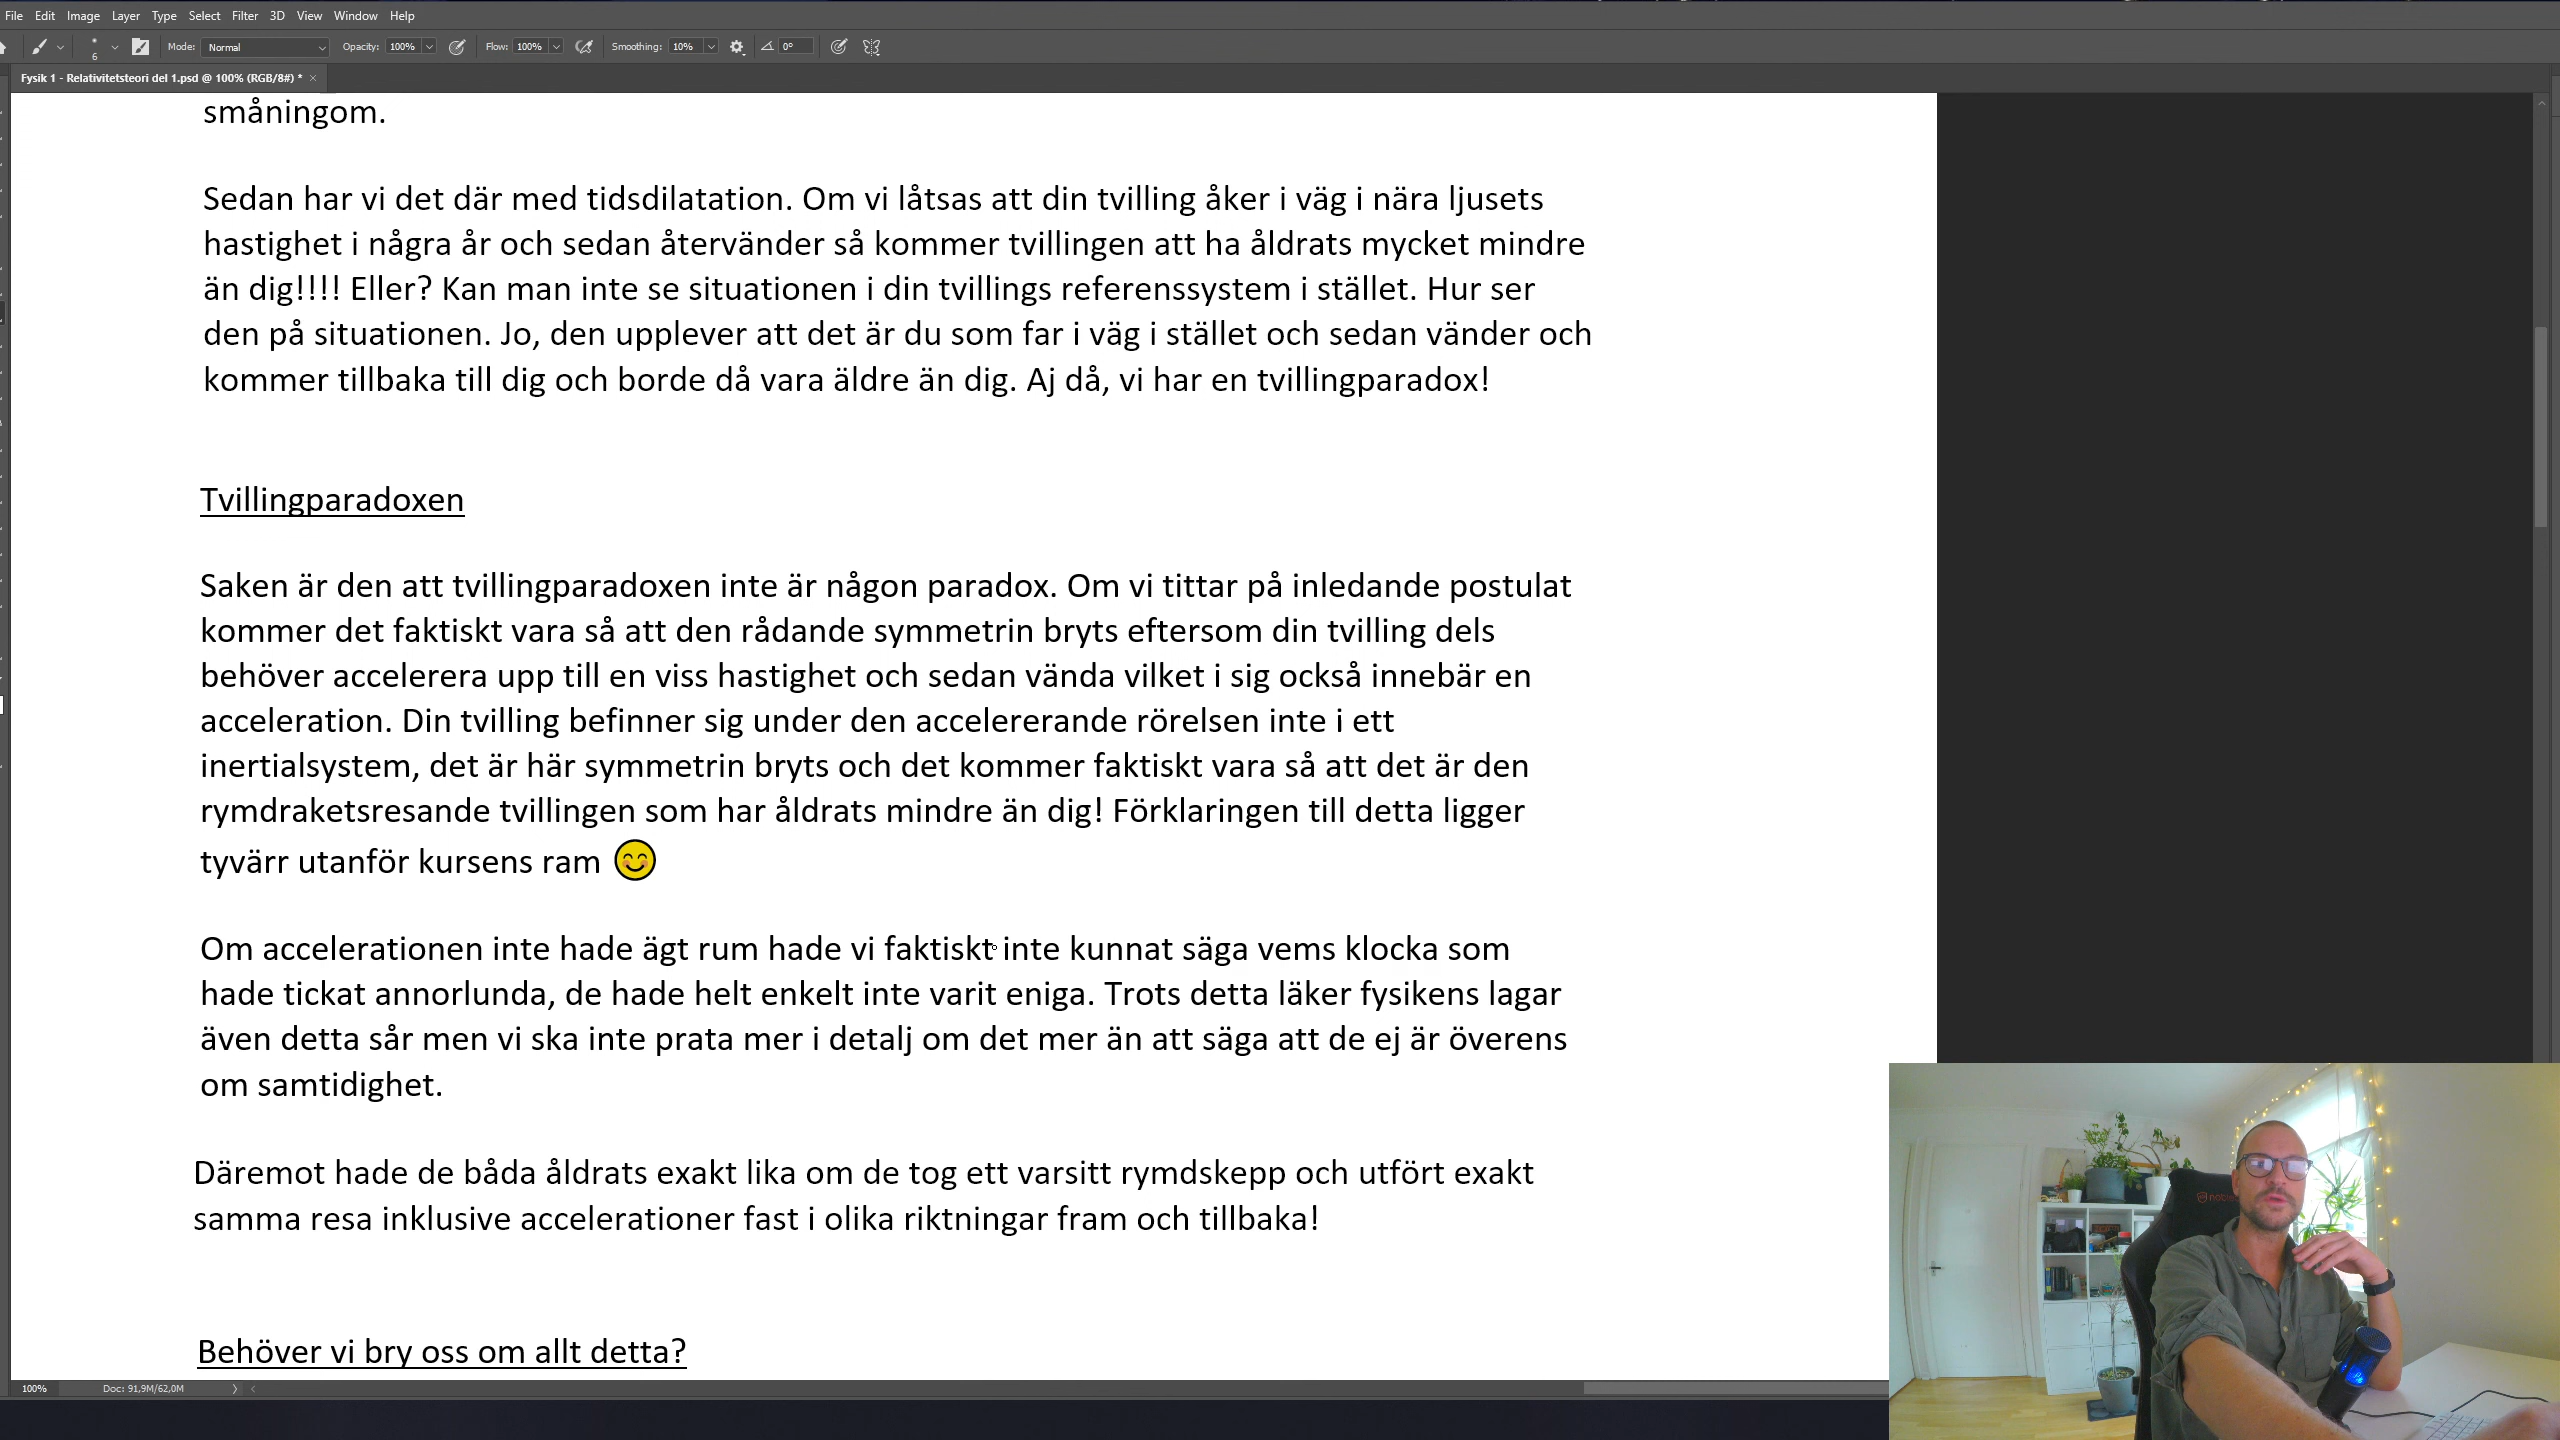 File Edit Image Layer Type Select Filter 3D View Window Help
6 Mode: Normal Opacity: 100% Flow: 100% Smoothing: 10% 0°
Fysik 1 - Relativitetsteori del 1.psd @ 100% (RGB/8#) * ×
småningom.
Sedan har vi det där med tidsdilatation. Om vi låtsas att din tvilling åker i väg i nära ljusets
hastighet i några år och sedan återvänder så kommer tvillingen att ha åldrats mycket mindre
än dig!!!! Eller? Kan man inte se situationen i din tvillings referenssystem i stället. Hur ser
den på situationen. Jo, den upplever att det är du som far i väg i stället och sedan vänder och
kommer tillbaka till dig och borde då vara äldre än dig. Aj då, vi har en tvillingparadox!
Tvillingparadoxen
Saken är den att tvillingparadoxen inte är någon paradox. Om vi tittar på inledande postulat
kommer det faktiskt vara så att den rådande symmetrin bryts eftersom din tvilling dels
behöver accelerera upp till en viss hastighet och sedan vända vilket i sig också innebär en
acceleration. Din tvilling befinner sig under den accelererande rörelsen inte i ett
inertialsystem, det är här symmetrin bryts och det kommer faktiskt vara så att det är den
rymdraketsresande tvillingen som har åldrats mindre än dig! Förklaringen till detta ligger
tyvärr utanför kursens ram 😊
Om accelerationen inte hade ägt rum hade vi faktiskt inte kunnat säga vems klocka som
hade tickat annorlunda, de hade helt enkelt inte varit eniga. Trots detta läker fysikens lagar
även detta sår men vi ska inte prata mer i detalj om det mer än att säga att de ej är överens
om samtidighet.
Däremot hade de båda åldrats exakt lika om de tog ett varsitt rymdskepp och utfört exakt
samma resa inklusive accelerationer fast i olika riktningar fram och tillbaka!
Behöver vi bry oss om allt detta?
100% Doc: 91,9M/62,0M